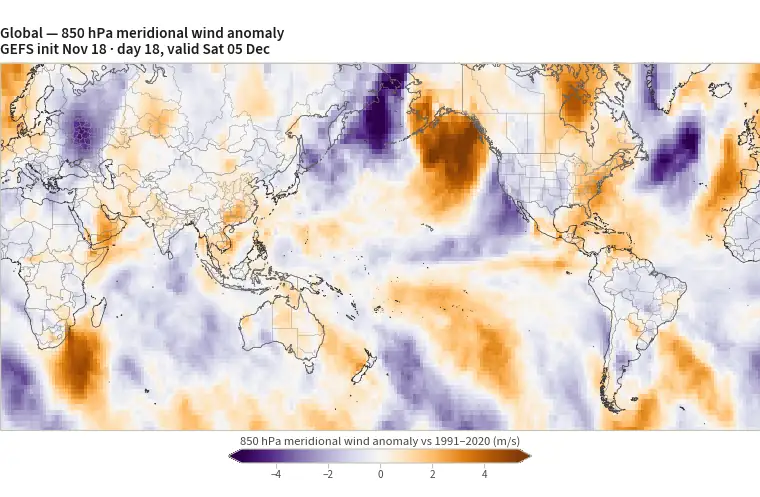 Global — 850 hPa meridional wind anomaly
GEFS init Nov 18 · day 18, valid Sat 05 Dec
850 hPa meridional wind anomaly vs 1991–2020 (m/s)
−4 −2 0 2 4